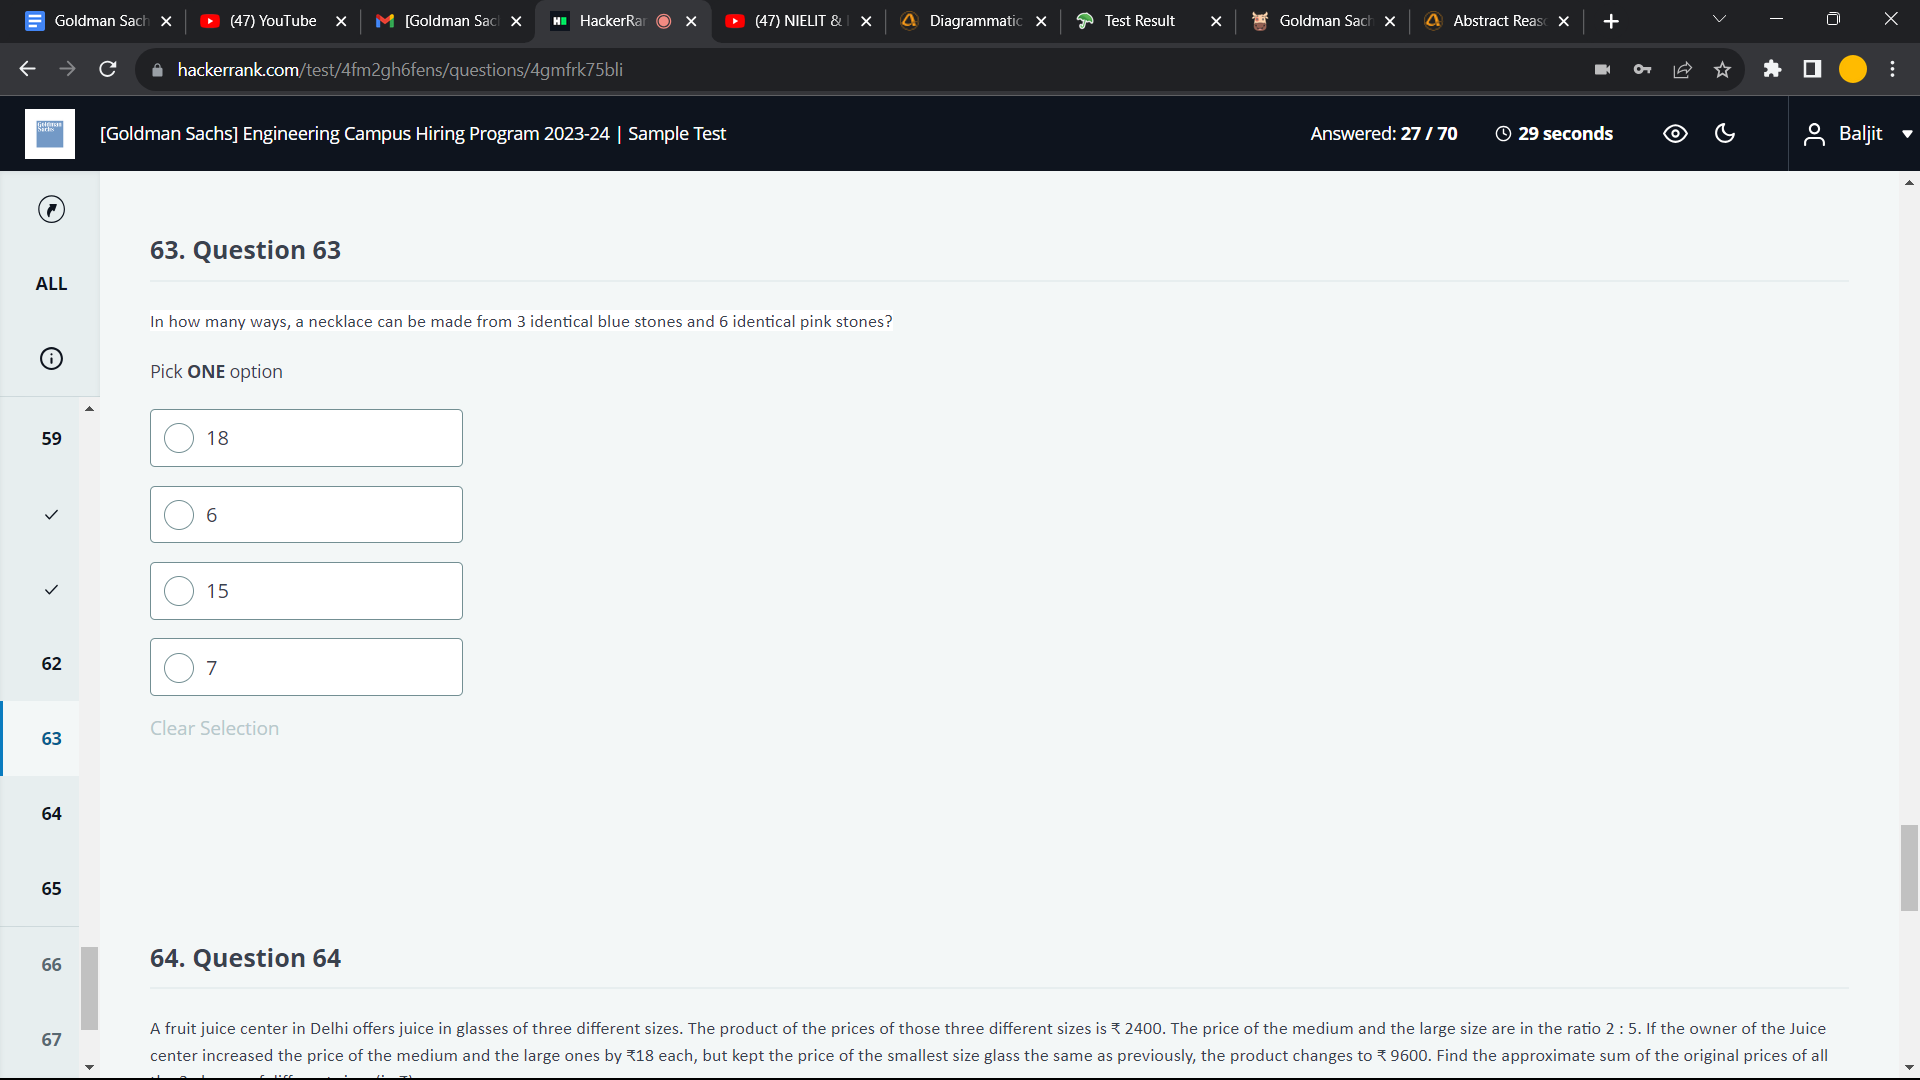 Goldman Sach
(47) YouTube
[Goldman Sac
HackerRar
(47) NIELIT &
Diagrammatic
Test Result
Goldman Sach
Abstract Reaso
hackerrank.com/test/4fm2gh6fens/questions/4gmfrk75bli
Goldman Sachs
[Goldman Sachs] Engineering Campus Hiring Program 2023-24 | Sample Test
Answered: 27 / 70
29 seconds
Baljit
ALL
59
62
63
64
65
66
67
63. Question 63
In how many ways, a necklace can be made from 3 identical blue stones and 6 identical pink stones?
Pick ONE option
18
6
15
7
Clear Selection
64. Question 64
A fruit juice center in Delhi offers juice in glasses of three different sizes. The product of the prices of those three different sizes is ₹ 2400. The price of the medium and the large size are in the ratio 2 : 5. If the owner of the Juice
center increased the price of the medium and the large ones by ₹18 each, but kept the price of the smallest size glass the same as previously, the product changes to ₹ 9600. Find the approximate sum of the original prices of all